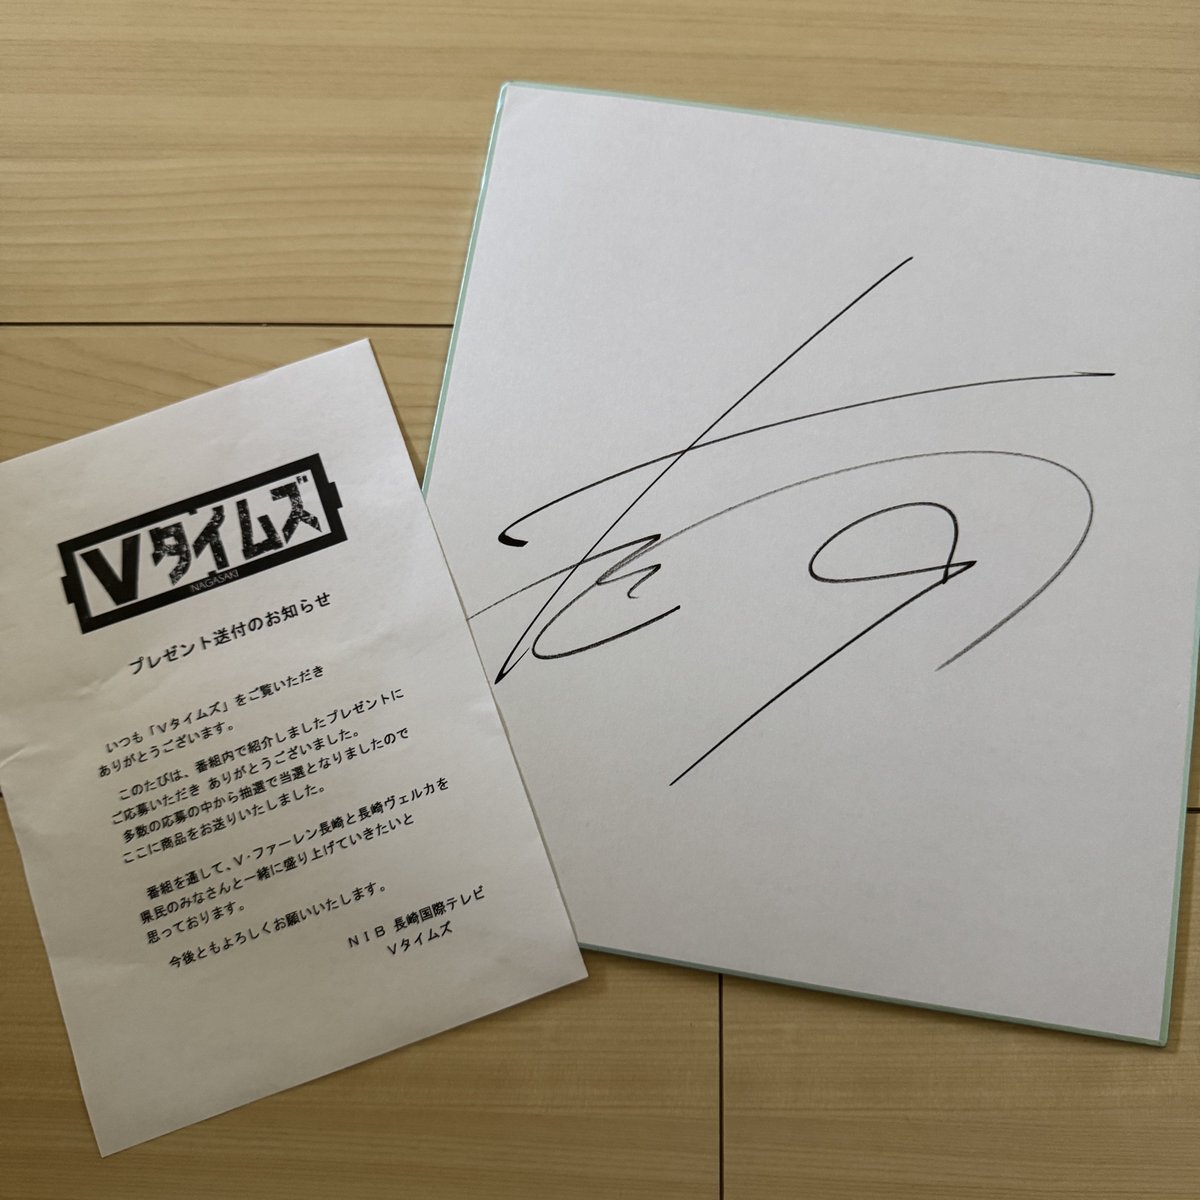 Vタイムズ
NAGASAKI
プレゼント送付のお知らせ
いつも「Vタイムズ」をご覧いただき
ありがとうございます。
このたびは、番組内で紹介しましたプレゼントに
ご応募いただき ありがとうございました。
多数の応募の中から抽選で当選となりましたので
ここに商品をお送りいたしました。
番組を通して、V・ファーレン長崎と長崎ヴェルカを
県民のみなさんと一緒に盛り上げていきたいと
思っております。
今後ともよろしくお願いいたします。
NIB 長崎国際テレビ
Vタイムズ